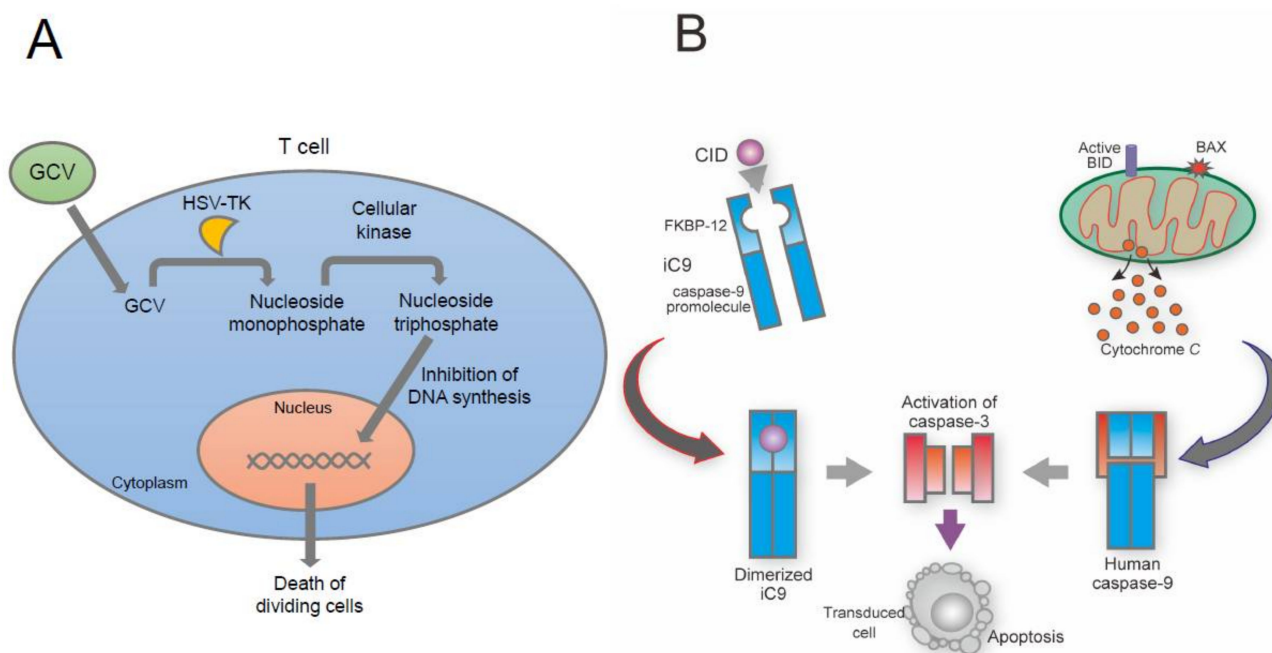 A
T cell
GCV
HSV-TK
Cellular
kinase
GCV
Nucleoside
monophosphate
Nucleoside
triphosphate
Inhibition of
DNA synthesis
Nucleus
Cytoplasm
Death of
dividing cells
B
CID
FKBP-12
iC9
caspase-9
promolecule
Active
BID
BAX
Cytochrome C
Activation of
caspase-3
Dimerized
iC9
Human
caspase-9
Transduced
cell
Apoptosis